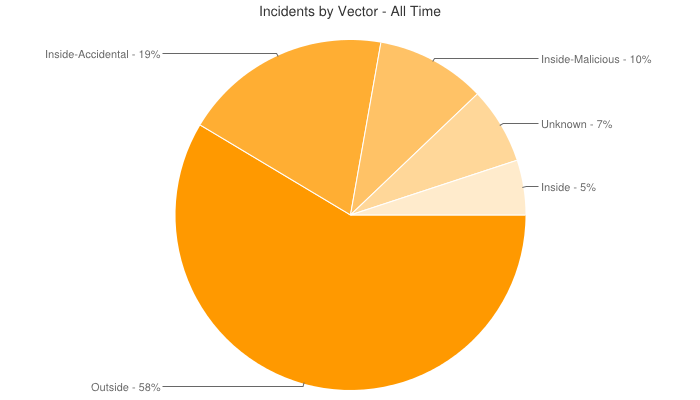 Incidents by Vector - All Time
Inside-Accidental - 19%
Inside-Malicious - 10%
Unknown - 7%
Inside - 5%
Outside - 58%